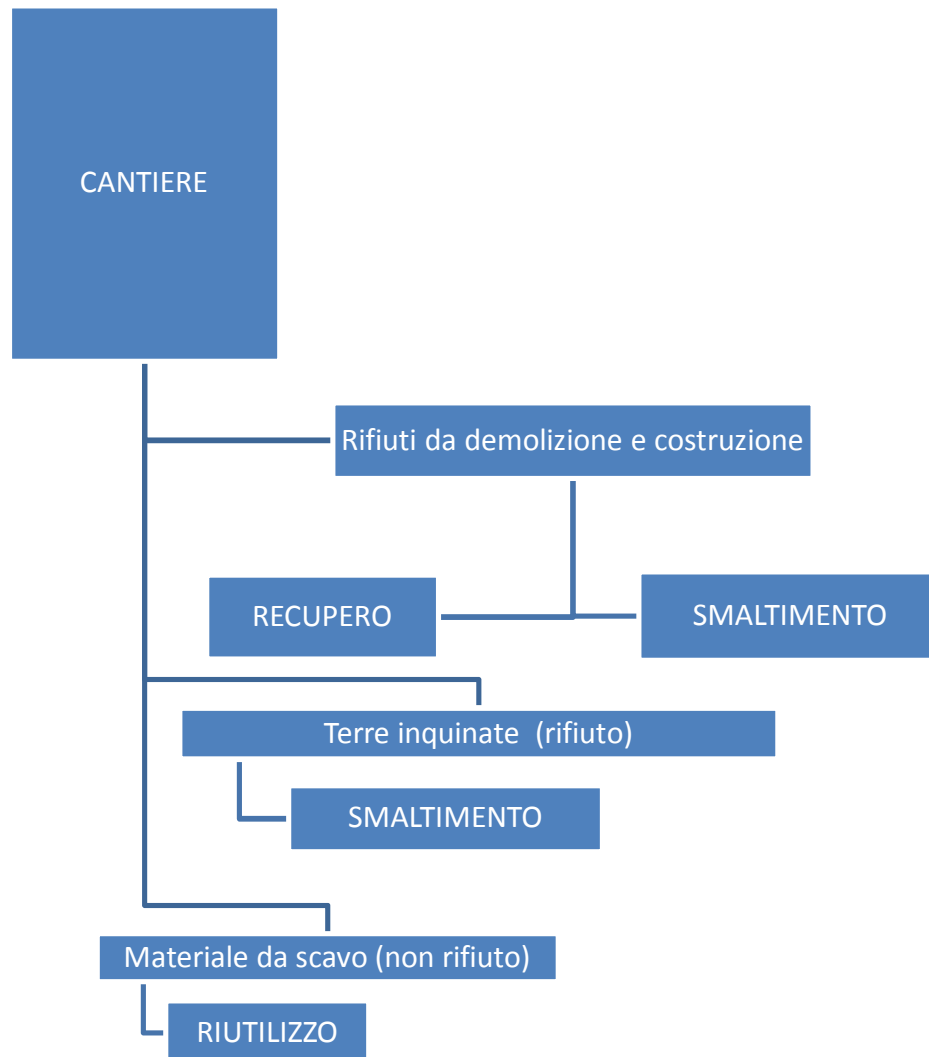 CANTIERE
Rifiuti da demolizione e costruzione
RECUPERO
SMALTIMENTO
Terre inquinate (rifiuto)
SMALTIMENTO
Materiale da scavo (non rifiuto)
RIUTILIZZO